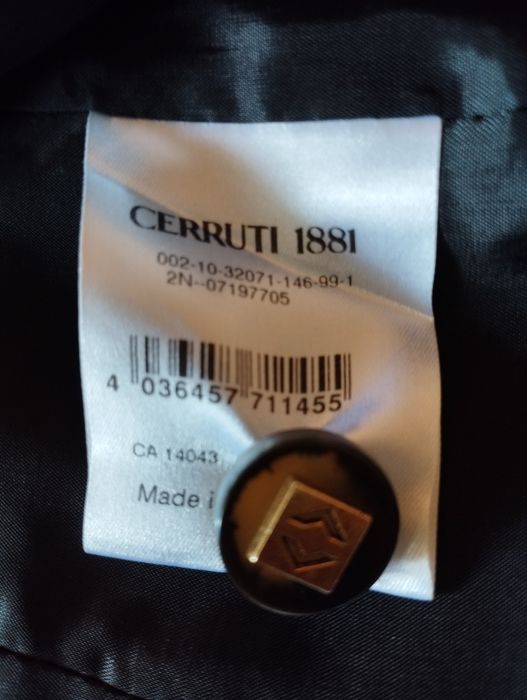 CERRUTI 1881
002-10-32071-146-99-1
2N--07197705
4 036457 711455
CA 14043
Made